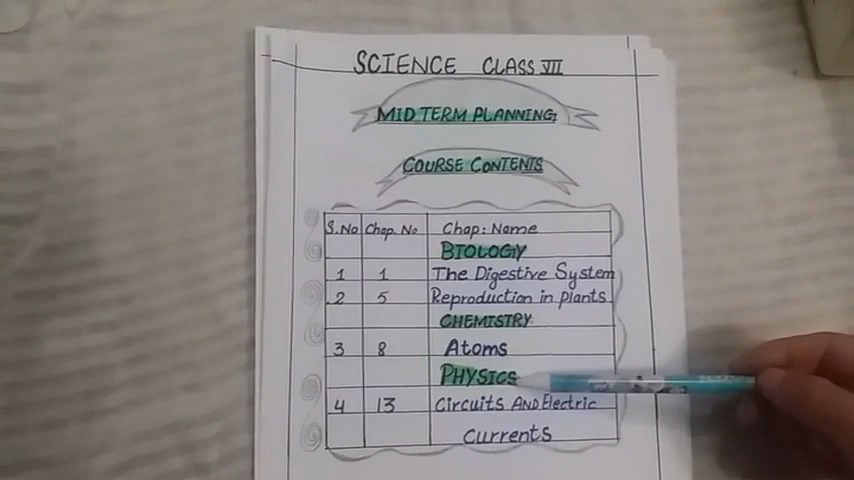 SCIENCE CLASS VII
MID TERM PLANNING
COURSE CONTENTS
S.No Chap. No Chap: Name
BIOLOGY
1 1 The Digestive System
2 5 Reproduction in plants
CHEMISTRY
3 8 Atoms
PHYSICS
4 13 Circuits AND Electric
Currents